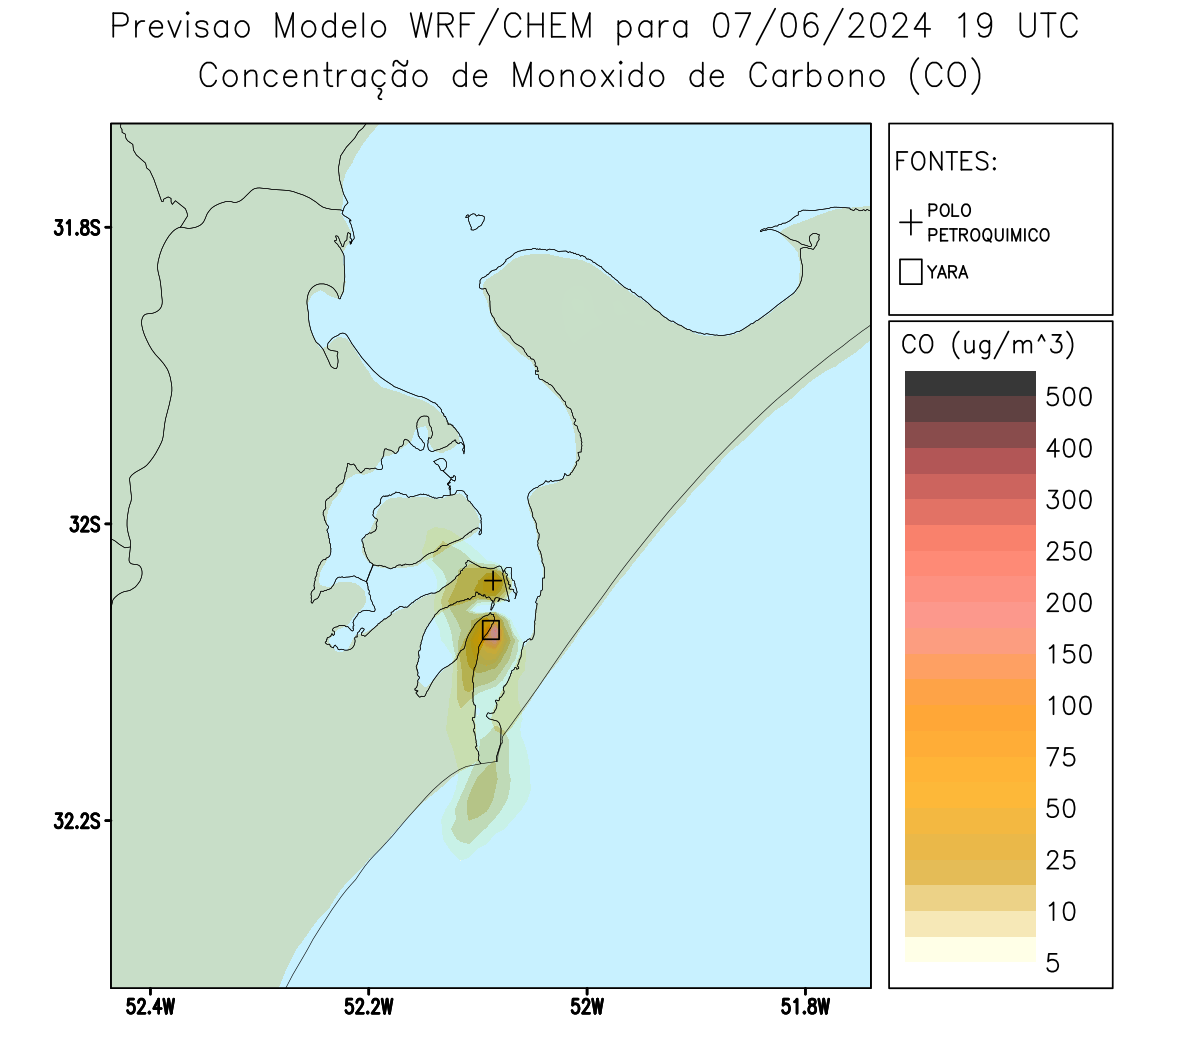 Previsao Modelo WRF/CHEM para 07/06/2024 19 UTC
Concentração de Monoxido de Carbono (CO)
FONTES:
POLO
PETROQUIMICO
YARA
CO (ug/m^3)
500
400
300
250
200
150
100
75
50
25
10
5
31.8S
32S
32.2S
52.4W
52.2W
52W
51.8W